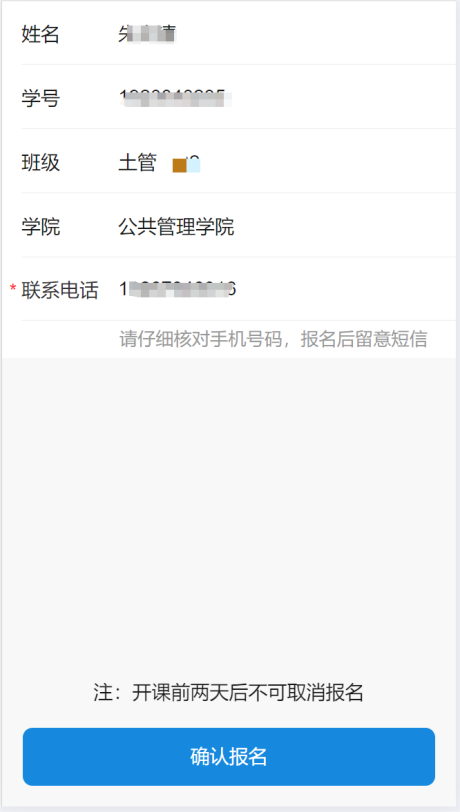 姓名
学号
班级 土管
学院 公共管理学院
* 联系电话
请仔细核对手机号码，报名后留意短信
注：开课前两天后不可取消报名
确认报名